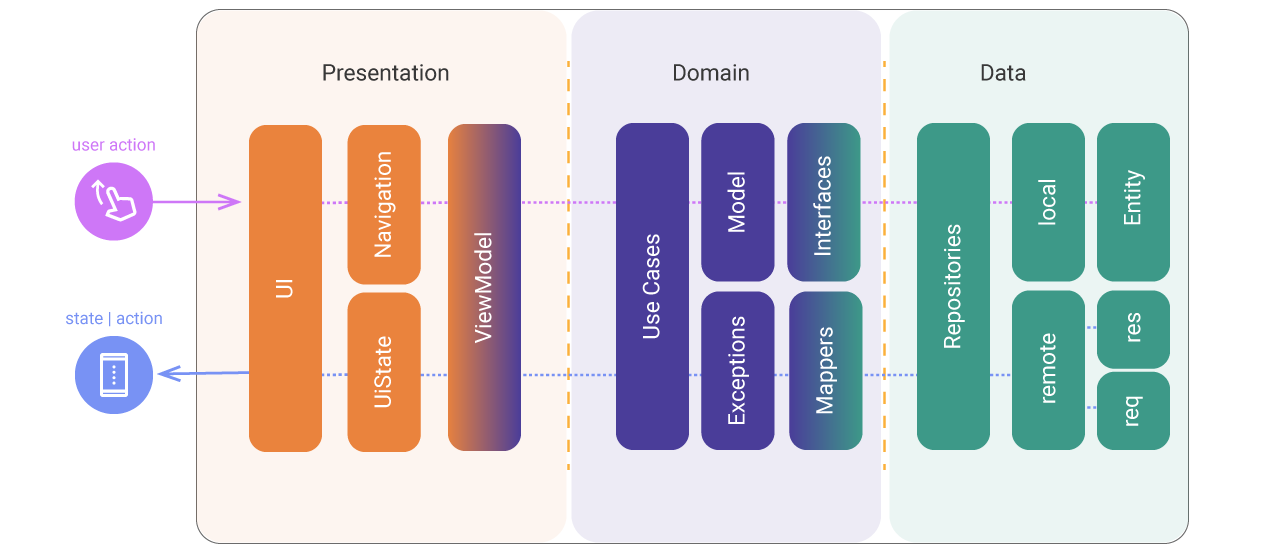 Presentation
Domain
Data
user action
state | action
UI
Navigation
UiState
ViewModel
Use Cases
Model
Exceptions
Interfaces
Mappers
Repositories
local
remote
Entity
res
req